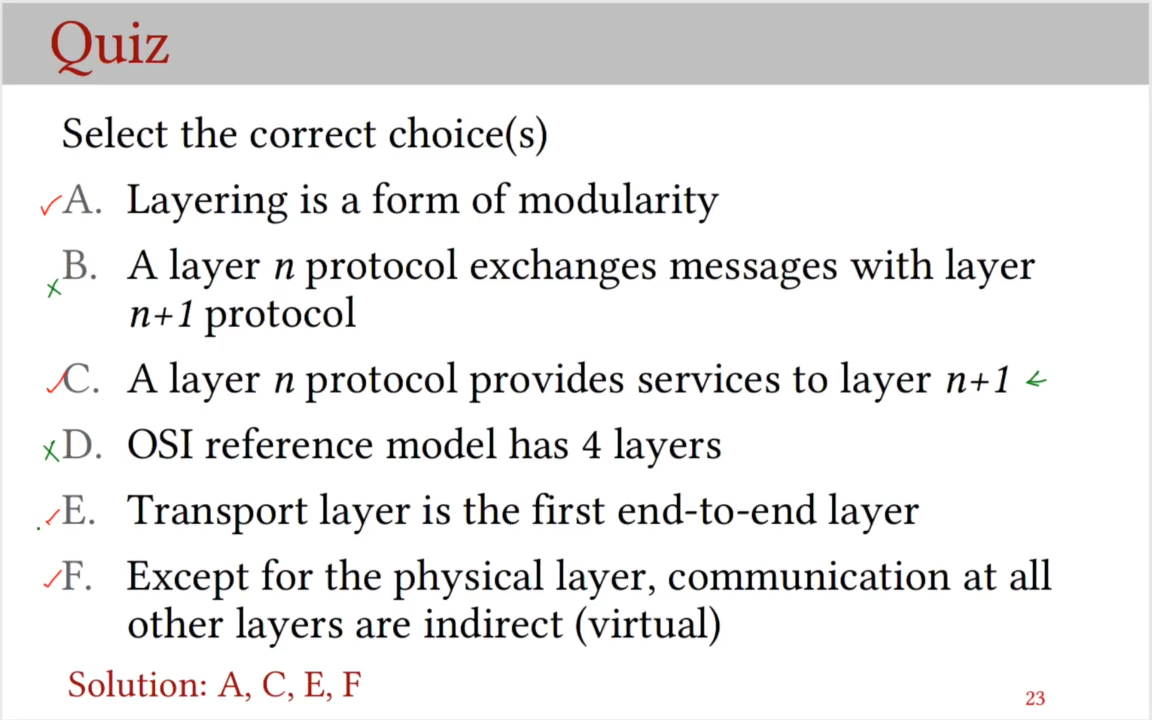 Quiz
Select the correct choice(s)
A. Layering is a form of modularity
B. A layer n protocol exchanges messages with layer
n+1 protocol
C. A layer n protocol provides services to layer n+1
D. OSI reference model has 4 layers
E. Transport layer is the first end-to-end layer
F. Except for the physical layer, communication at all
other layers are indirect (virtual)
Solution: A, C, E, F
23